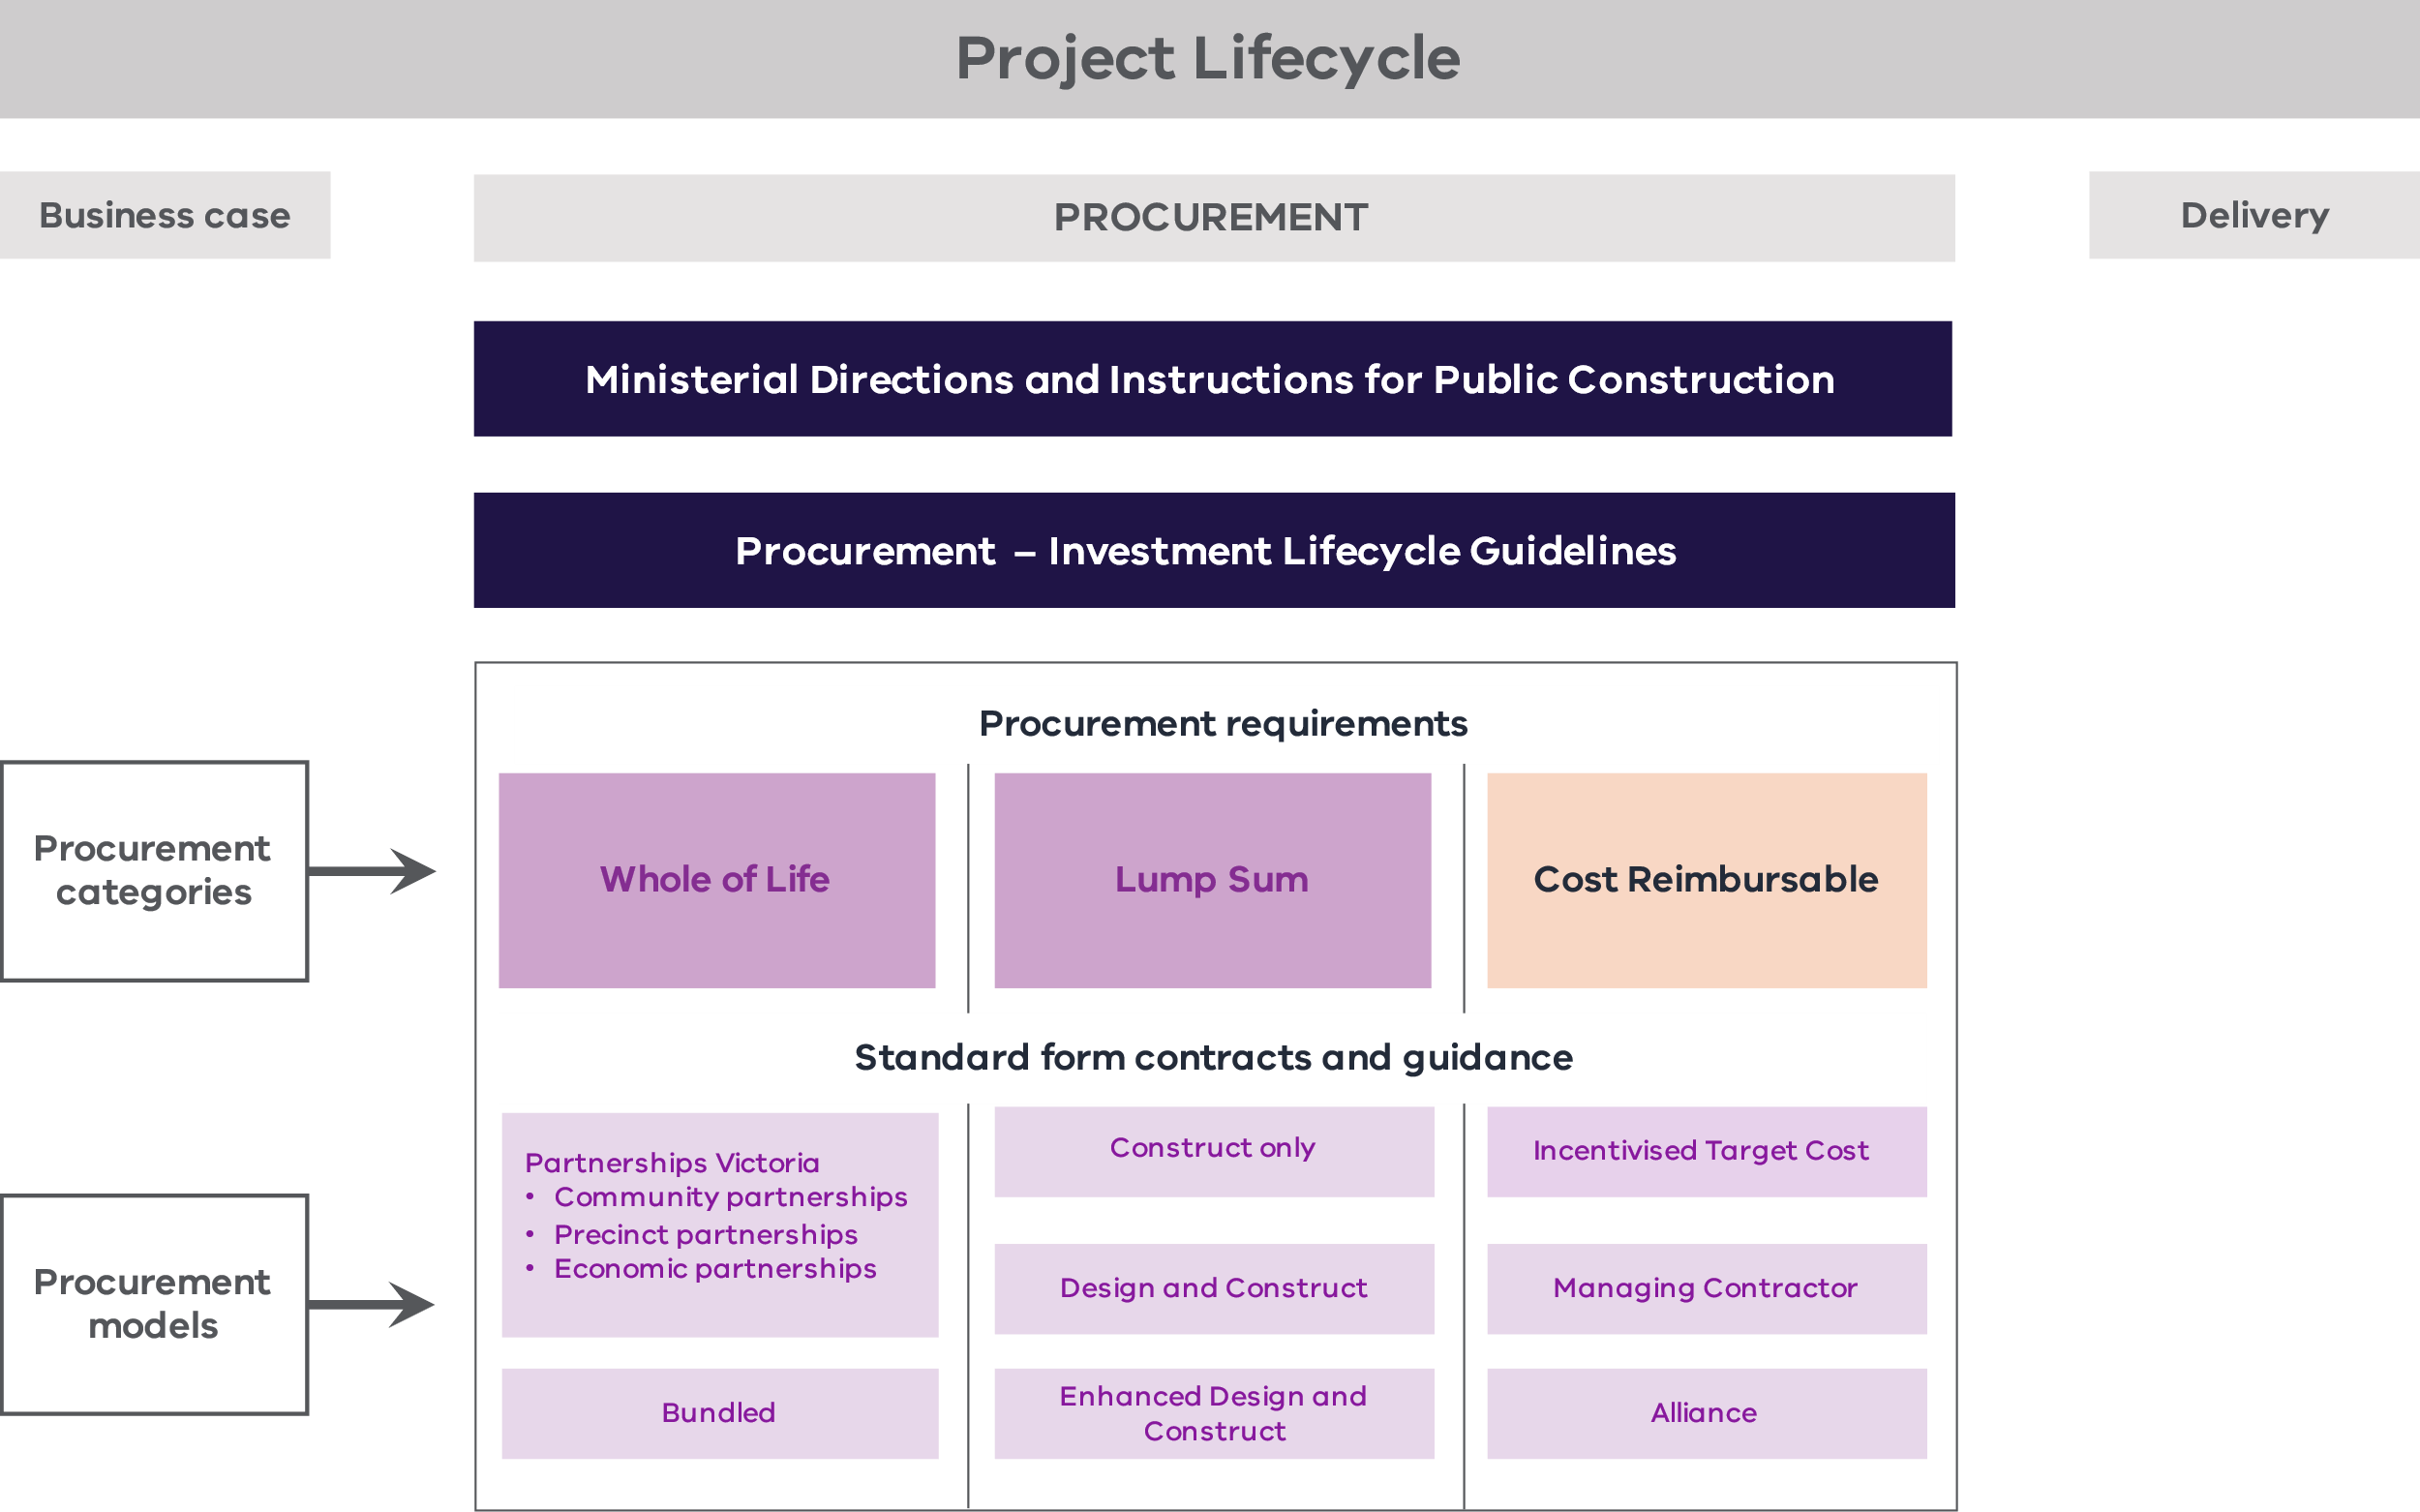 Project Lifecycle
Business case
PROCUREMENT
Delivery
Ministerial Directions and Instructions for Public Construction
Procurement – Investment Lifecycle Guidelines
Procurement requirements
Procurement
categories
Whole of Life
Lump Sum
Cost Reimbursable
Standard form contracts and guidance
Procurement
models
Partnerships Victoria
• Community partnerships
• Precinct partnerships
• Economic partnerships
Bundled
Construct only
Design and Construct
Enhanced Design and
Construct
Incentivised Target Cost
Managing Contractor
Alliance